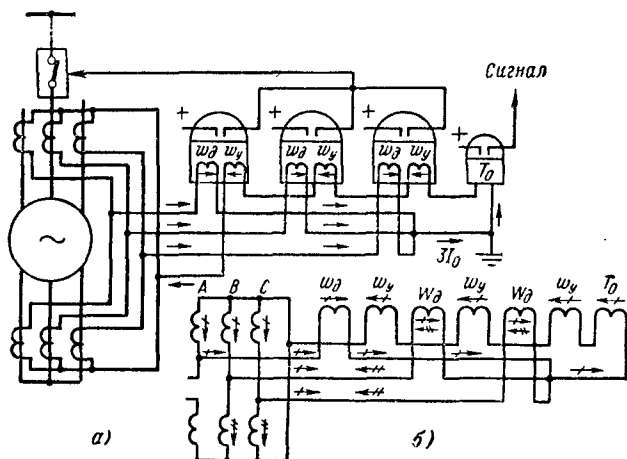 Сигнал
+ + + +
wд wу wд wу wд wу
T₀
3I₀
A B C wд wу Wд wу Wд wу T₀
а) б)